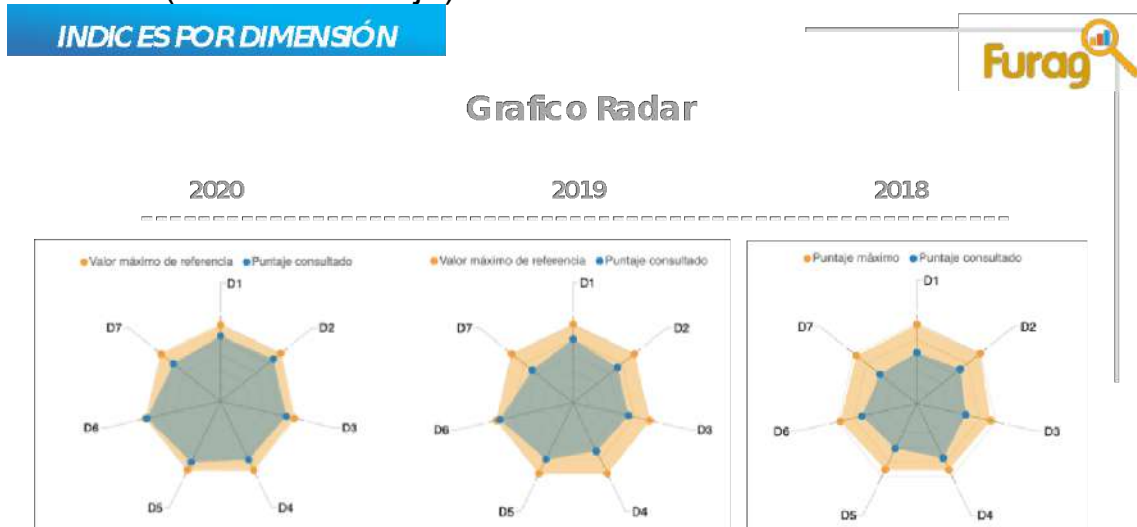 INDICES POR DIMENSIÓN
Furag
Grafico Radar
2020 2019 2018
Valor máximo de referencia Puntaje consultado
D1
D7 D2
D6 D3
D5 D4
Valor máximo de referencia Puntaje consultado
D1
D7 D2
D6 D3
D5 D4
Puntaje máximo Puntaje consultado
D1
D7 D2
D6 D3
D5 D4